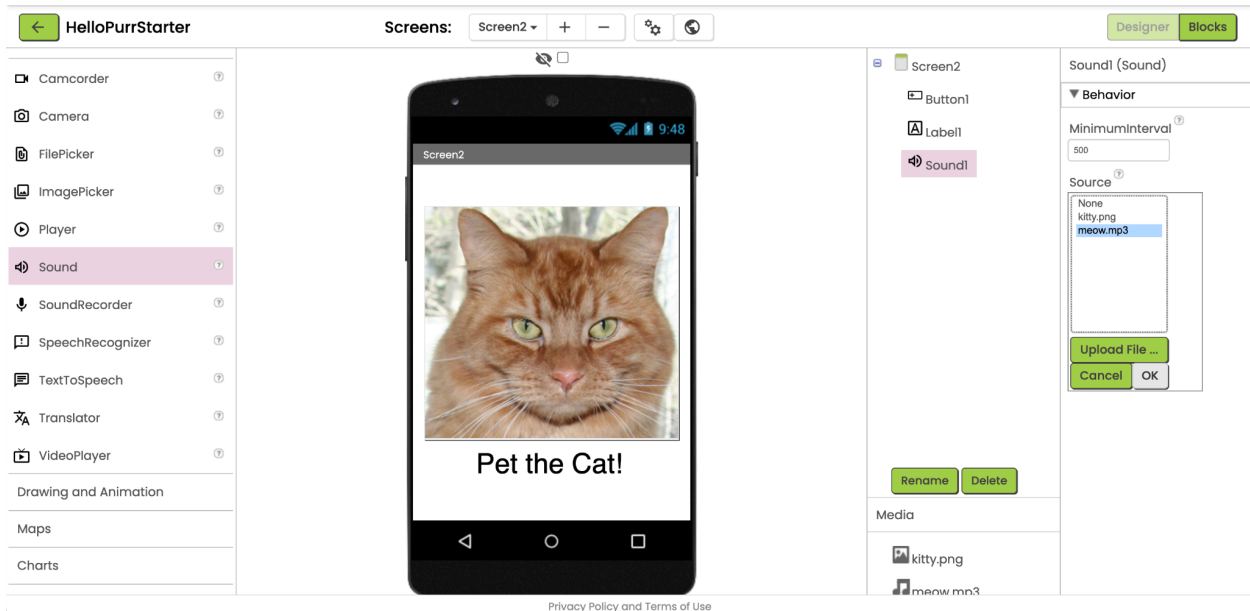 HelloPurrStarter
Screens:
Screen2
Designer
Blocks
Camcorder
Camera
FilePicker
ImagePicker
Player
Sound
SoundRecorder
SpeechRecognizer
TextToSpeech
Translator
VideoPlayer
Drawing and Animation
Maps
Charts
9:48
Screen2
Pet the Cat!
Screen2
Button1
Label1
Sound1
Rename
Delete
Media
kitty.png
meow.mp3
Sound1 (Sound)
Behavior
MinimumInterval
500
Source
None
kitty.png
meow.mp3
Upload File ...
Cancel
OK
Privacy Policy and Terms of Use